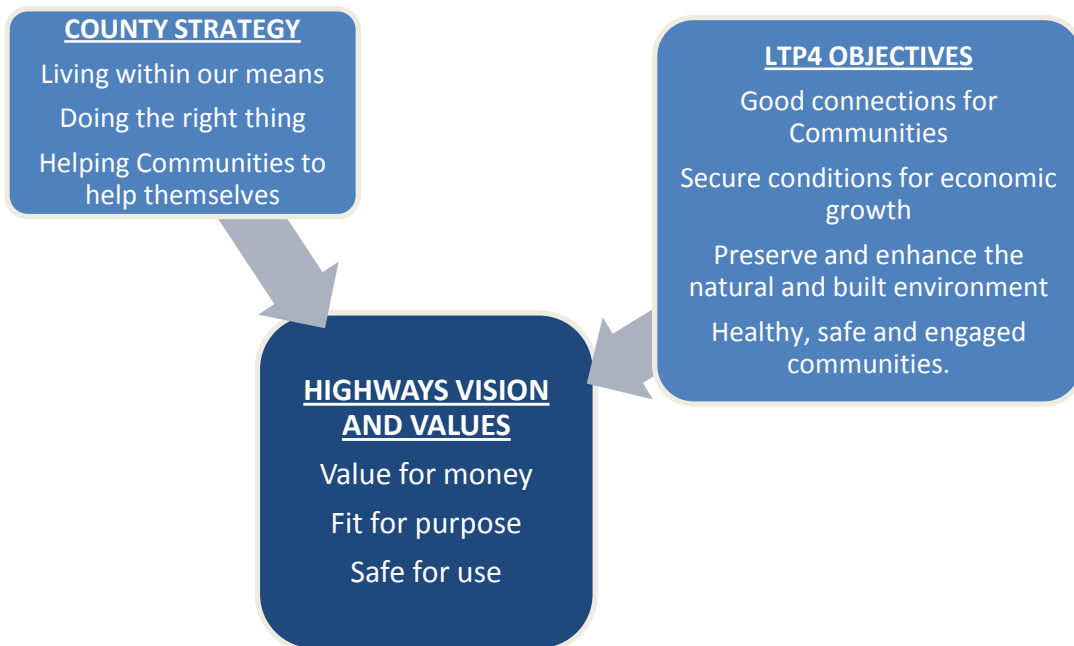 COUNTY STRATEGY
Living within our means
Doing the right thing
Helping Communities to
help themselves
LTP4 OBJECTIVES
Good connections for
Communities
Secure conditions for economic
growth
Preserve and enhance the
natural and built environment
Healthy, safe and engaged
communities.
HIGHWAYS VISION
AND VALUES
Value for money
Fit for purpose
Safe for use